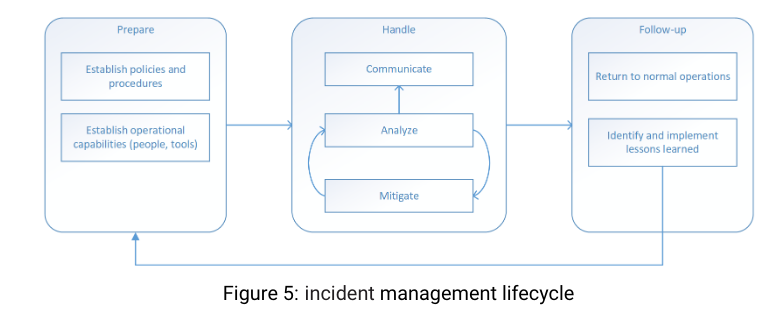 Prepare
Establish policies and
procedures
Establish operational
capabilities (people, tools)
Handle
Communicate
Analyze
Mitigate
Follow-up
Return to normal operations
Identify and implement
lessons learned
Figure 5: incident management lifecycle